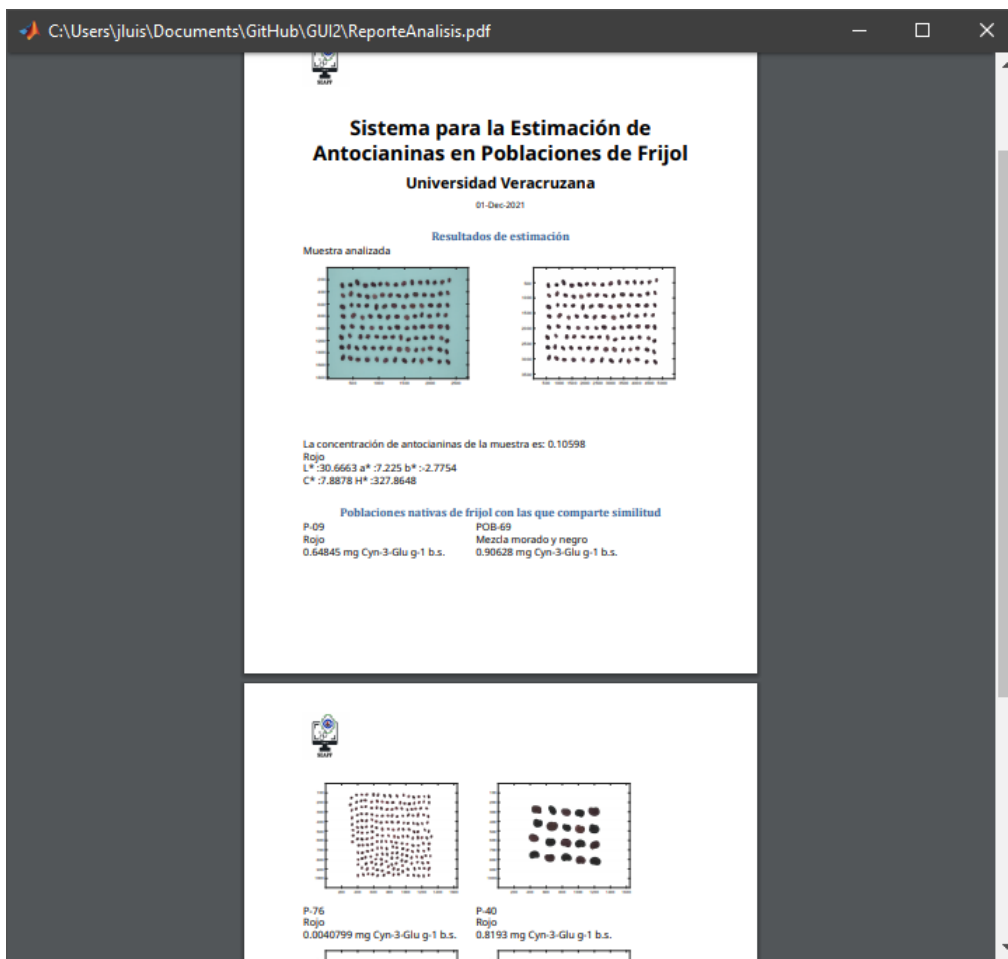 C:\Users\jluis\Documents\GitHub\GUI2\ReporteAnalisis.pdf
SEAPF
Sistema para la Estimación de
Antocianinas en Poblaciones de Frijol
Universidad Veracruzana
01-Dec-2021
Resultados de estimación
Muestra analizada
La concentración de antocianinas de la muestra es: 0.10598
Rojo
L* :30.6663 a* :7.225 b* :-2.7754
C* :7.8878 H* :327.8648
Poblaciones nativas de frijol con las que comparte similitud
P-09 POB-69
Rojo Mezcla morado y negro
0.64845 mg Cyn-3-Glu g-1 b.s. 0.90628 mg Cyn-3-Glu g-1 b.s.
SEAPF
P-76 P-40
Rojo Rojo
0.0040799 mg Cyn-3-Glu g-1 b.s. 0.8193 mg Cyn-3-Glu g-1 b.s.